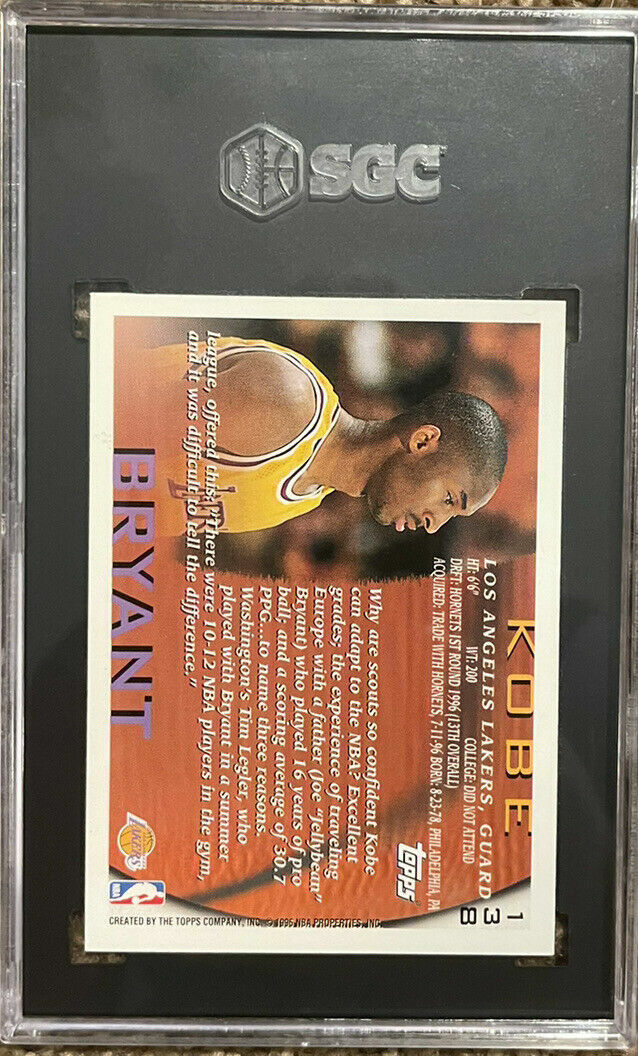 SGC
138
KOBE
LOS ANGELES LAKERS, GUARD
HT: 6'6" WT: 200 COLLEGE: DID NOT ATTEND
DRFT: HORNETS 1ST ROUND 1996 (13TH OVERALL)
ACQUIRED: TRADE WITH HORNETS, 7-11-96 BORN: 8-23-78, PHILADELPHIA, PA
Topps
Why are scouts so confident Kobe
can adapt to the NBA? Excellent
grades, the experience of traveling
Europe with a father (Joe "Jellybean"
Bryant) who played 16 years of pro
ball, and a scoring average of 30.7
PPG...to name three reasons.
Washington's Tim Legler, who
played with Bryant in a summer
league, offered this: "There were 10-12 NBA players in the gym,
and it was difficult to tell the difference."
BRYANT
LAKERS
NBA
CREATED BY THE TOPPS COMPANY, INC. © 1996 NBA PROPERTIES, INC.